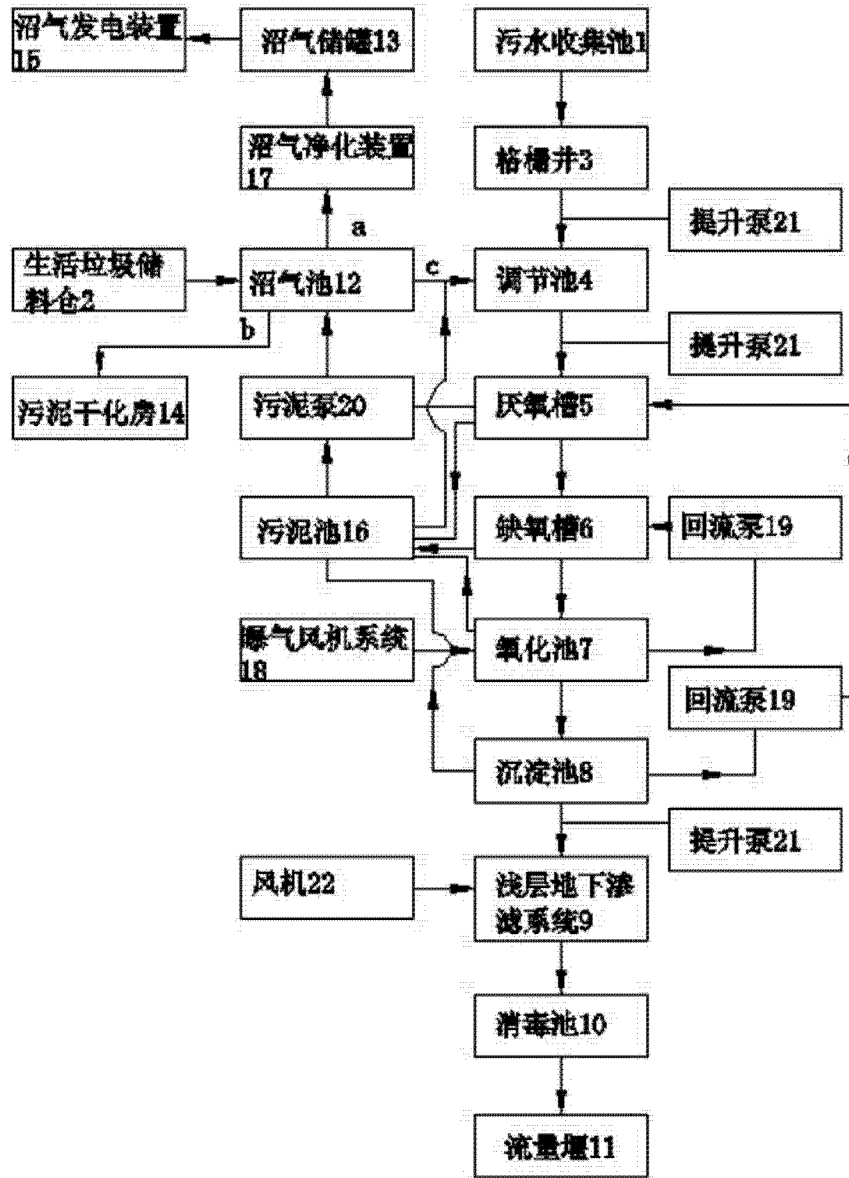 沼气发电装置
15
沼气储罐13
污水收集池1
沼气净化装置
17
格栅井3
a
提升泵21
生活垃圾储
料仓2
沼气池12
c
调节池4
b
提升泵21
污泥干化房14
污泥泵20
厌氧槽5
污泥池16
缺氧槽6
回流泵19
曝气风机系统
18
氧化池7
回流泵19
沉淀池8
提升泵21
风机22
浅层地下渗
滤系统9
消毒池10
流量堰11